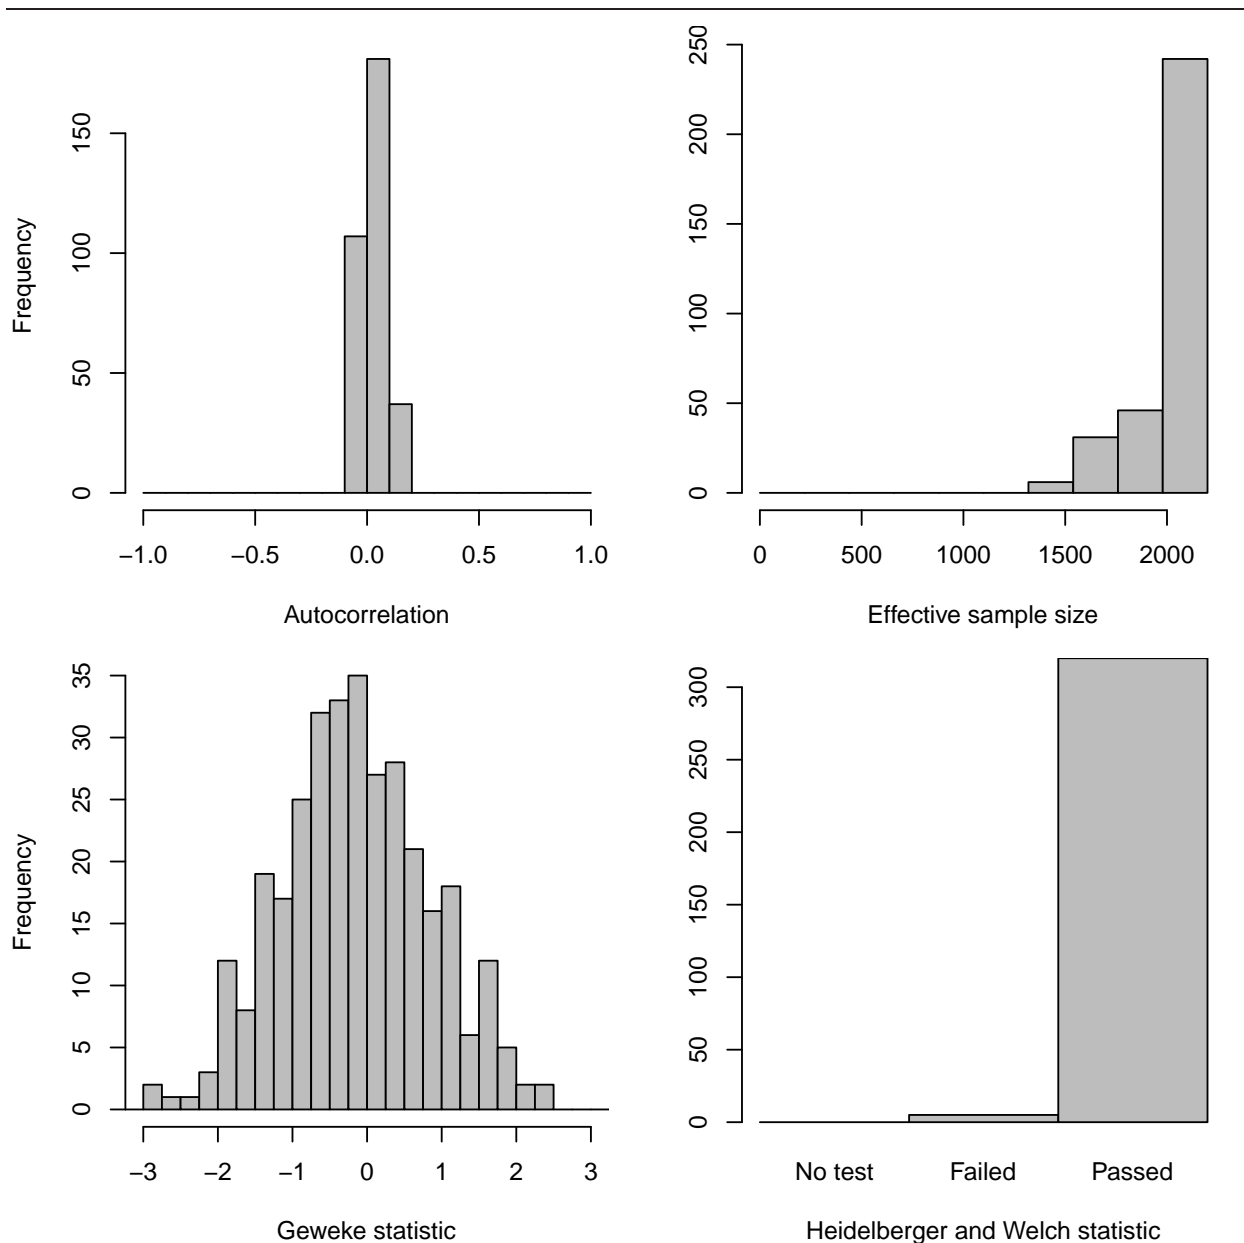 Frequency
0 50 100 150
−1.0 −0.5 0.0 0.5 1.0
Autocorrelation
0 50 100 150 200 250
0 500 1000 1500 2000
Effective sample size
Frequency
0 5 10 15 20 25 30 35
−3 −2 −1 0 1 2 3
Geweke statistic
0 50 100 150 200 250 300
No test Failed Passed
Heidelberger and Welch statistic